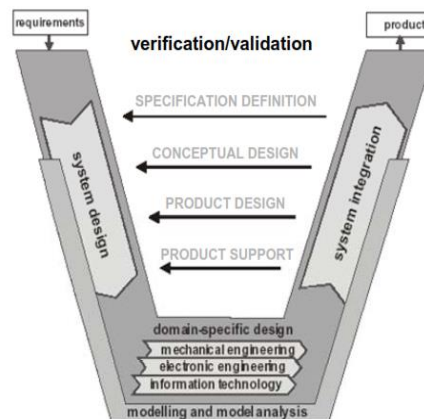 requirements
product
verification/validation
SPECIFICATION DEFINITION
CONCEPTUAL DESIGN
PRODUCT DESIGN
PRODUCT SUPPORT
system design
system integration
domain-specific design
mechanical engineering
electronic engineering
information technology
modelling and model analysis